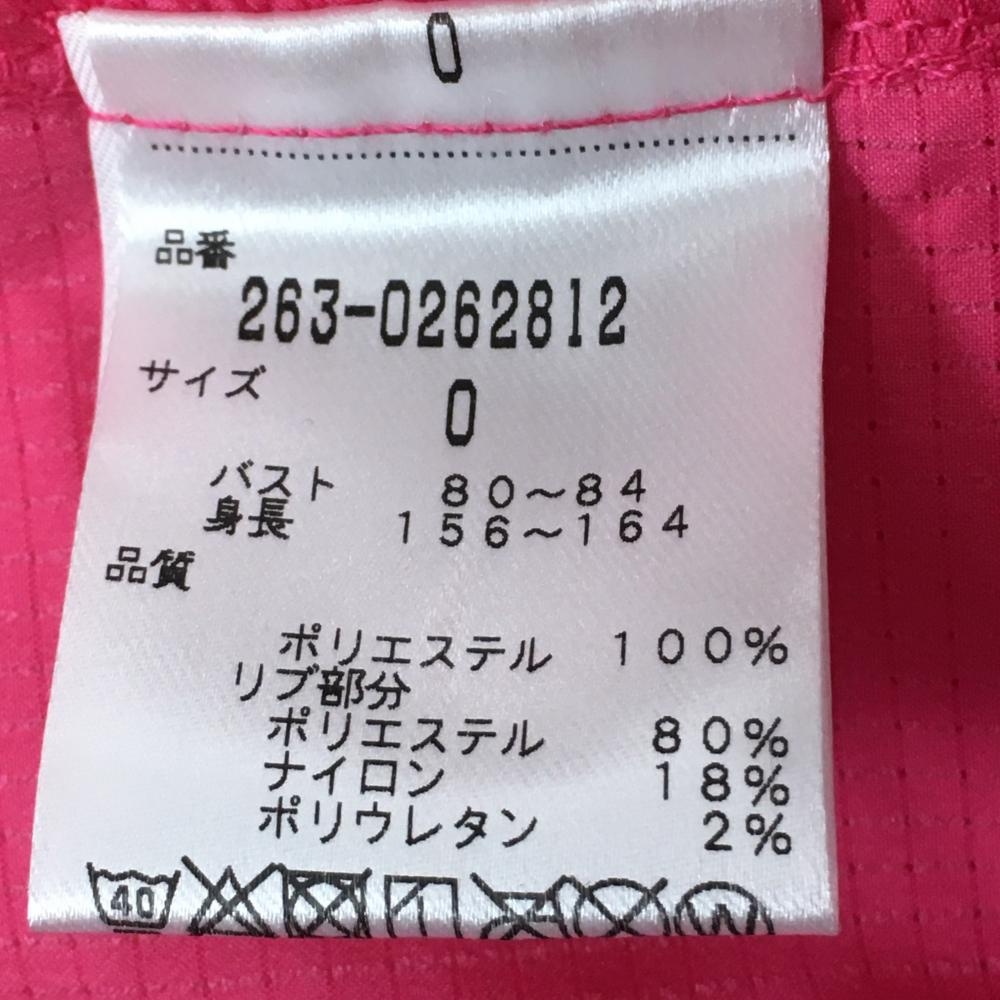 0
品番
263-0262812
サイズ
0
バスト 80~84
身長 156~164
品質
ポリエステル 100%
リブ部分
ポリエステル 80%
ナイロン 18%
ポリウレタン 2%
40
W